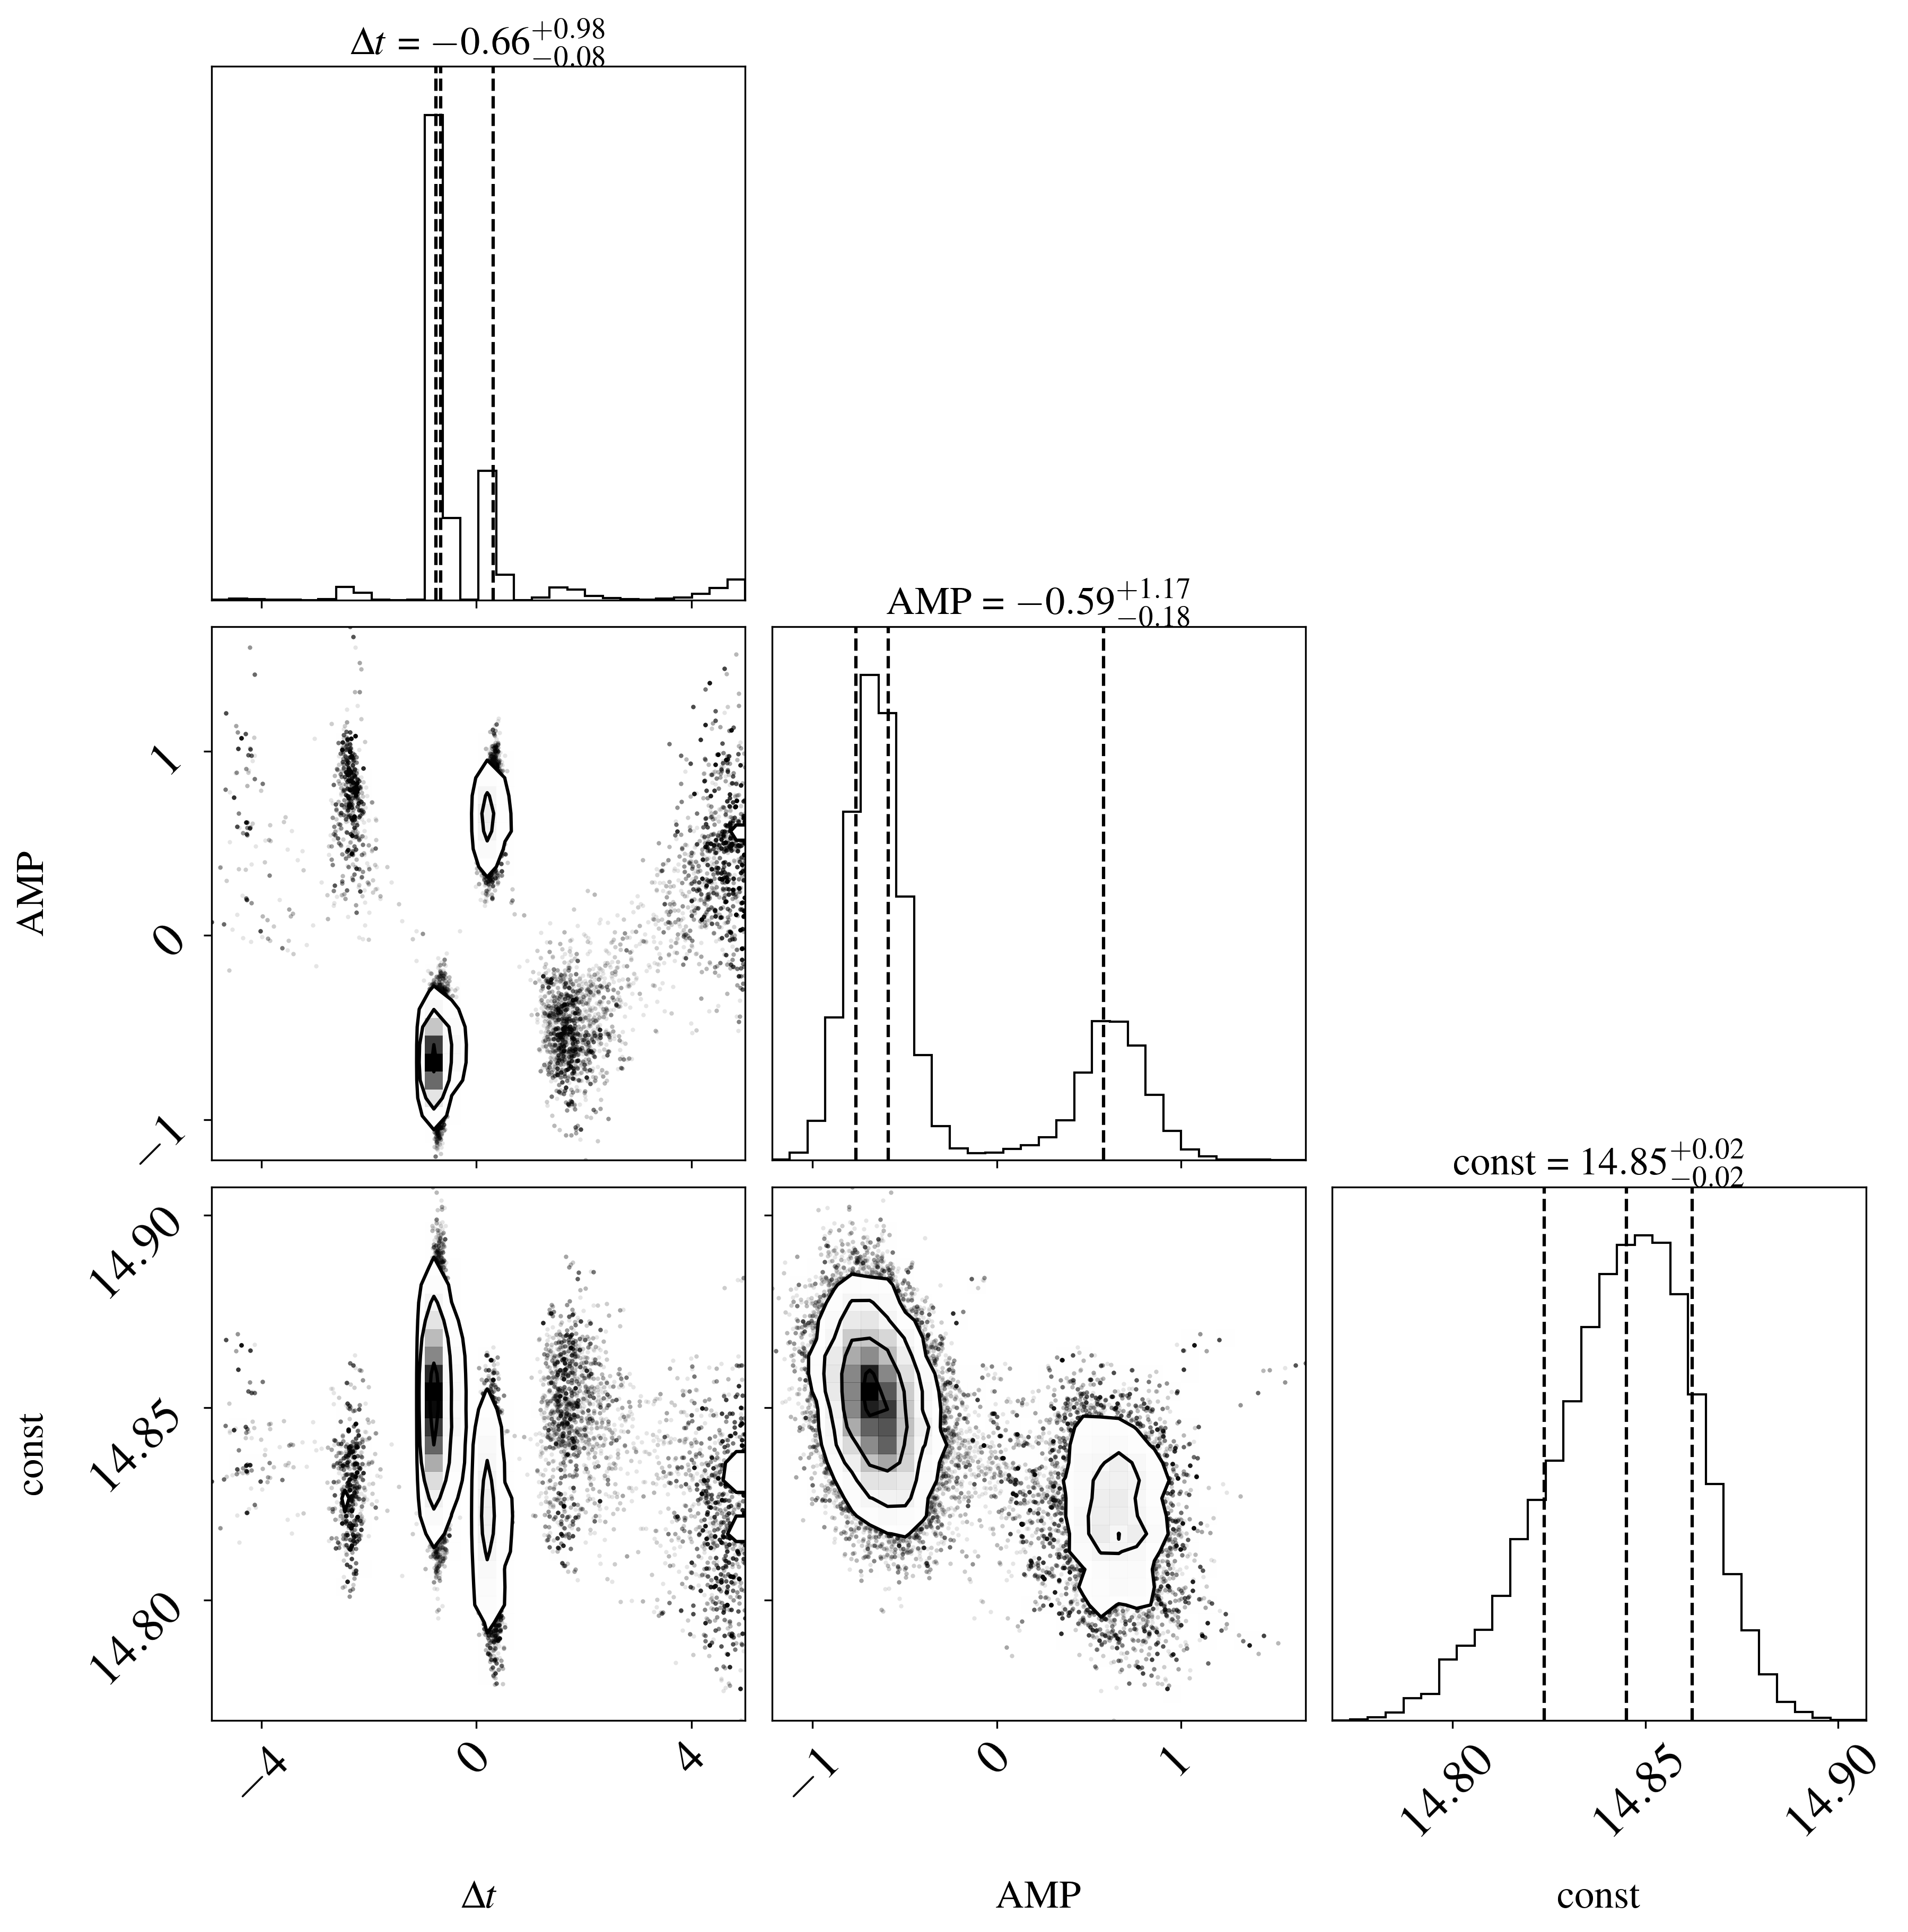 Δt = −0.66 +0.98 −0.08
AMP = −0.59 +1.17 −0.18
AMP
1
0
−1
const = 14.85 +0.02 −0.02
const
14.90
14.85
14.80
−4 0 4 −1 0 1 14.80 14.85 14.90
Δt AMP const